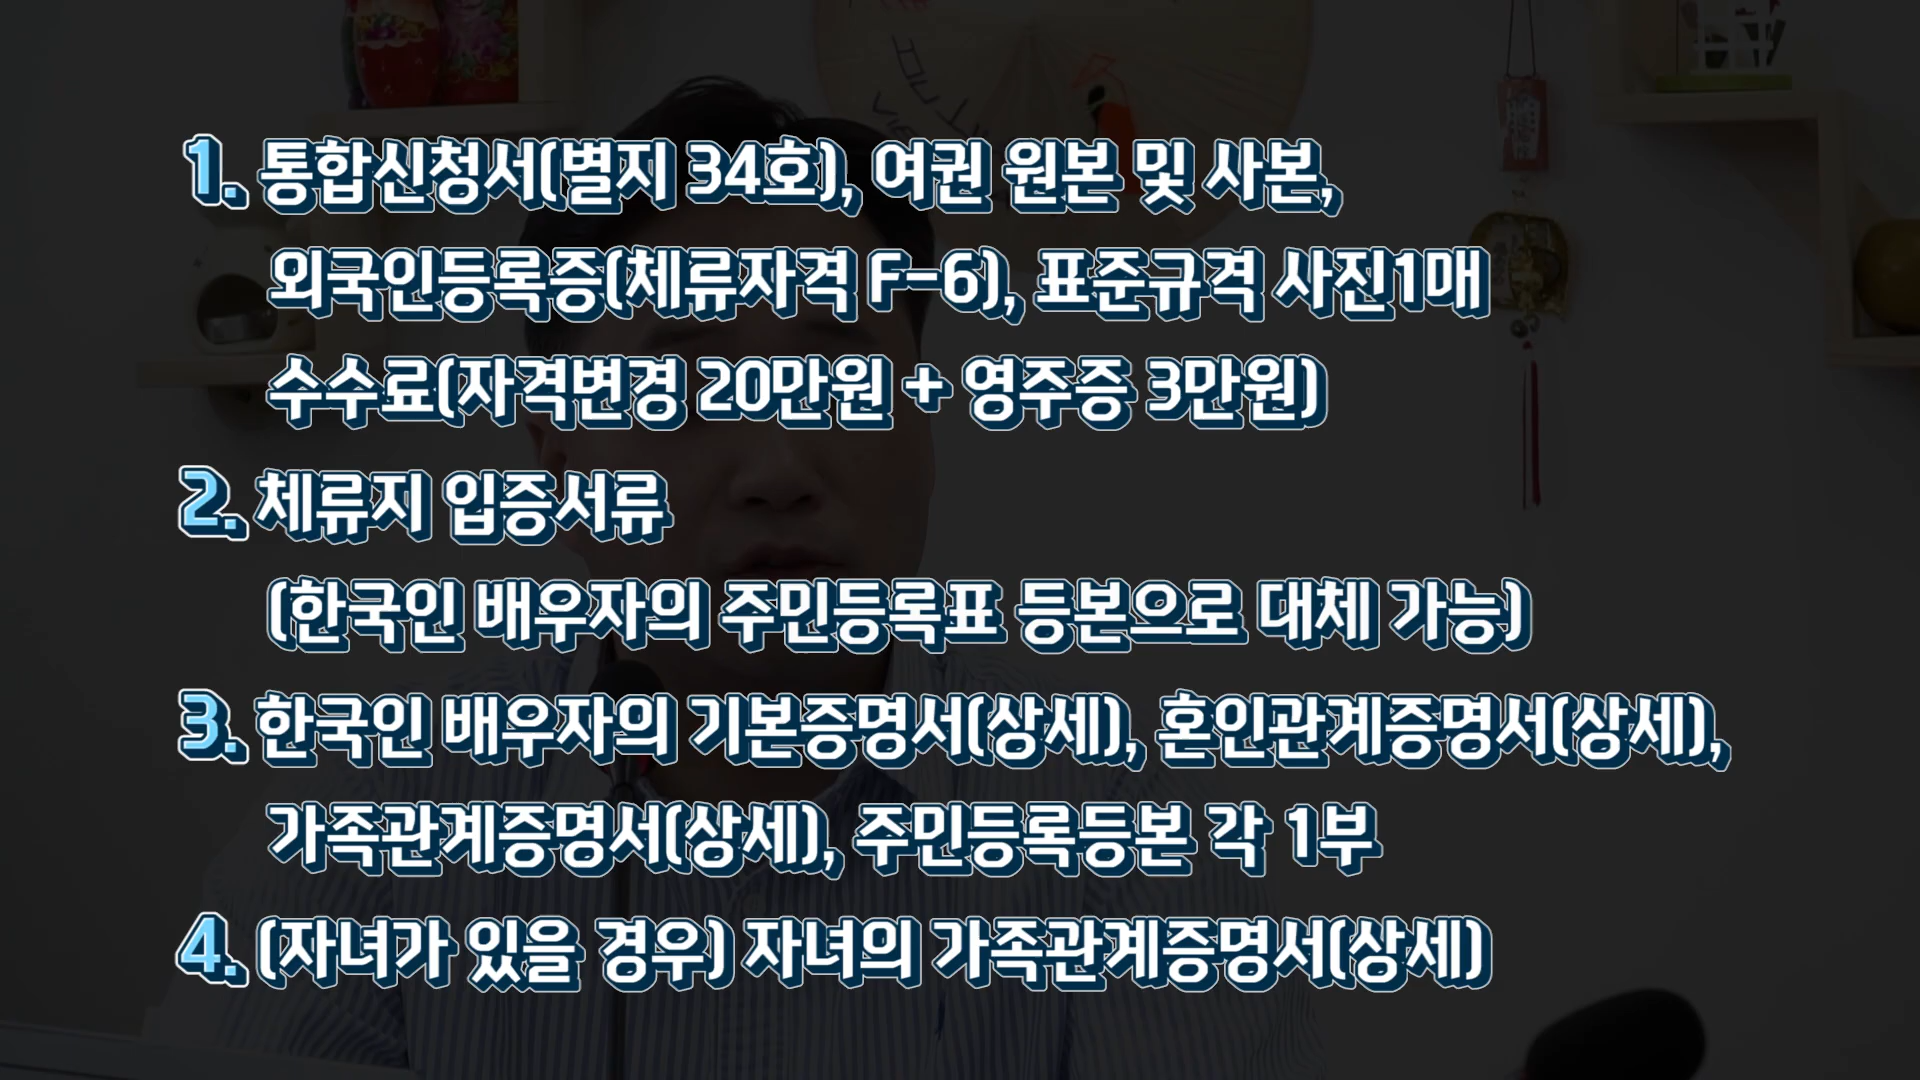 1. 통합신청서(별지 34호), 여권 원본 및 사본,
외국인등록증(체류자격 F-6), 표준규격 사진1매
수수료(자격변경 20만원 + 영주증 3만원)
2. 체류지 입증서류
(한국인 배우자의 주민등록표 등본으로 대체 가능)
3. 한국인 배우자의 기본증명서(상세), 혼인관계증명서(상세),
가족관계증명서(상세), 주민등록등본 각 1부
4. (자녀가 있을 경우) 자녀의 가족관계증명서(상세)